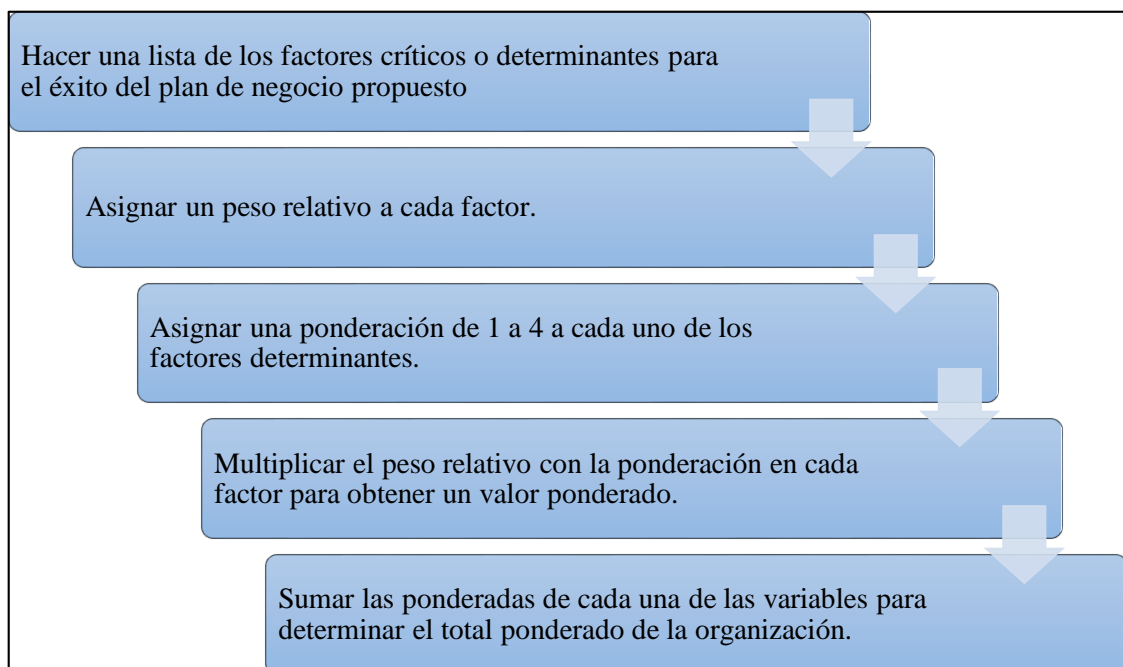 Hacer una lista de los factores críticos o determinantes para
el éxito del plan de negocio propuesto
Asignar un peso relativo a cada factor.
Asignar una ponderación de 1 a 4 a cada uno de los
factores determinantes.
Multiplicar el peso relativo con la ponderación en cada
factor para obtener un valor ponderado.
Sumar las ponderadas de cada una de las variables para
determinar el total ponderado de la organización.